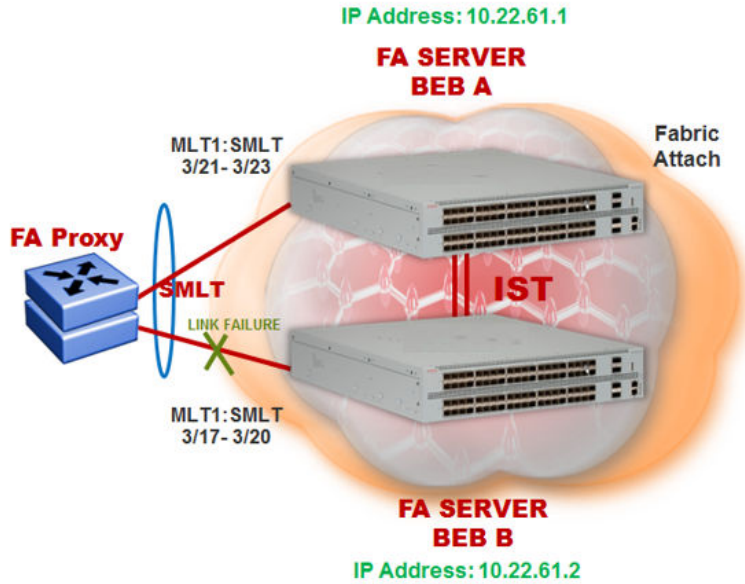 IP Address: 10.22.61.1
FA SERVER
BEB A
MLT1:SMLT
3/21- 3/23
Fabric
Attach
FA Proxy
SMLT
IST
LINK FAILURE
MLT1:SMLT
3/17- 3/20
FA SERVER
BEB B
IP Address: 10.22.61.2